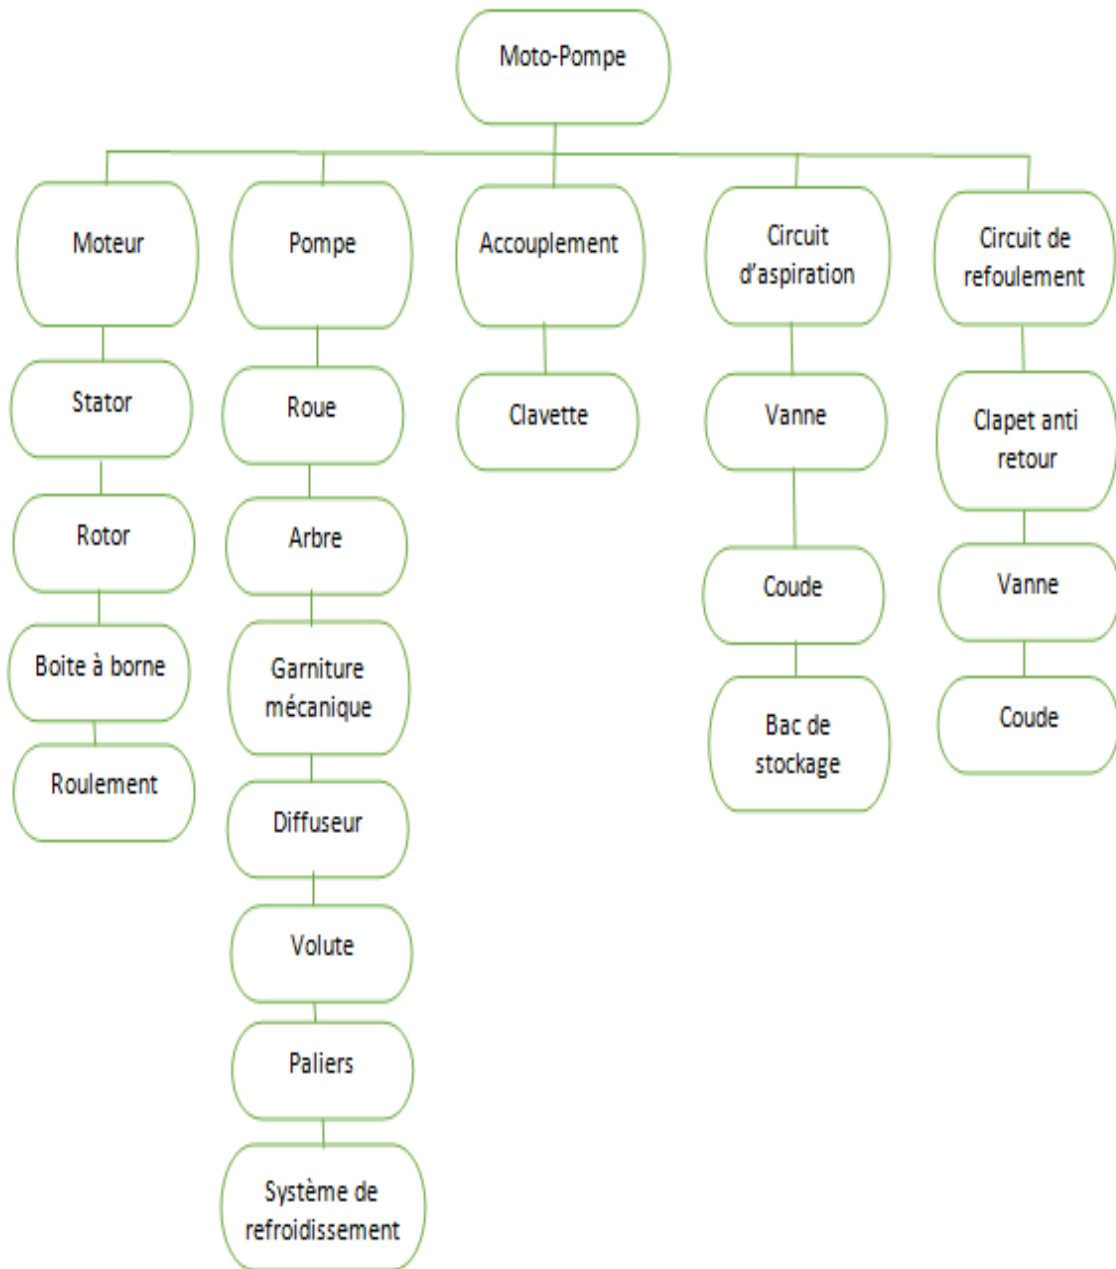 Moto-Pompe
Moteur
Stator
Rotor
Boite à borne
Roulement
Pompe
Roue
Arbre
Garniture
mécanique
Diffuseur
Volute
Paliers
Système de
refroidissement
Accouplement
Clavette
Circuit
d'aspiration
Vanne
Coude
Bac de
stockage
Circuit de
refoulement
Clapet anti
retour
Vanne
Coude